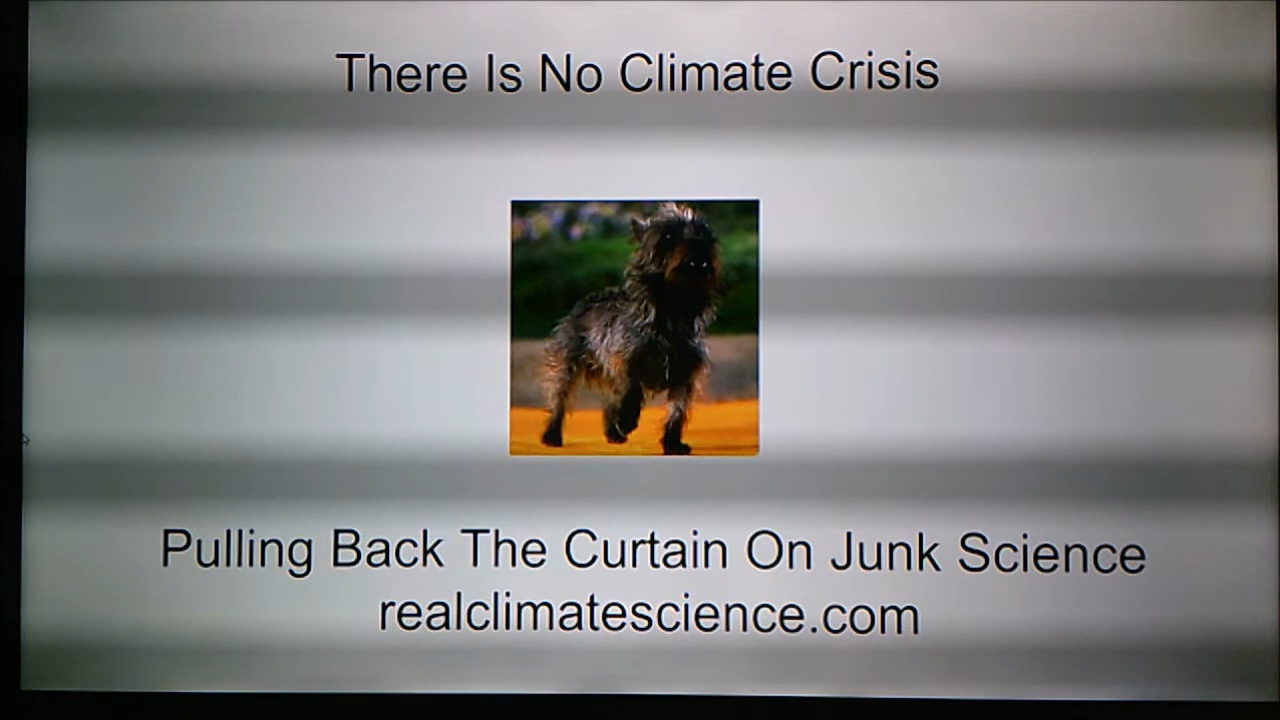 There Is No Climate Crisis
Pulling Back The Curtain On Junk Science
realclimatescience.com